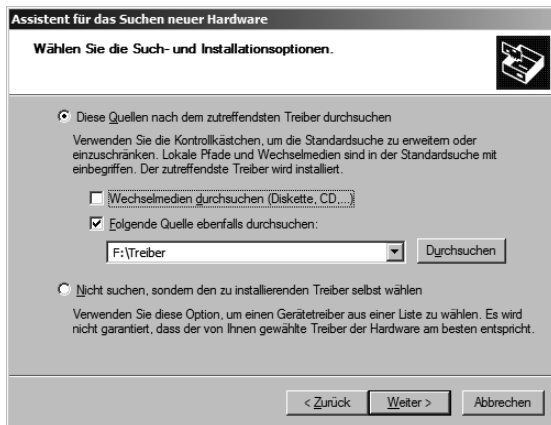 Assistent für das Suchen neuer Hardware
Wählen Sie die Such- und Installationsoptionen.
Diese Quellen nach dem zutreffendsten Treiber durchsuchen
Verwenden Sie die Kontrollkästchen, um die Standardsuche zu erweitern oder
einzuschränken. Lokale Pfade und Wechselmedien sind in der Standardsuche mit
einbegriffen. Der zutreffendste Treiber wird installiert.
Wechselmedien durchsuchen (Diskette, CD,...)
Folgende Quelle ebenfalls durchsuchen:
F:\Treiber
Durchsuchen
Nicht suchen, sondern den zu installierenden Treiber selbst wählen
Verwenden Sie diese Option, um einen Gerätetreiber aus einer Liste zu wählen. Es wird
nicht garantiert, dass der von Ihnen gewählte Treiber der Hardware am besten entspricht.
< Zurück Weiter > Abbrechen